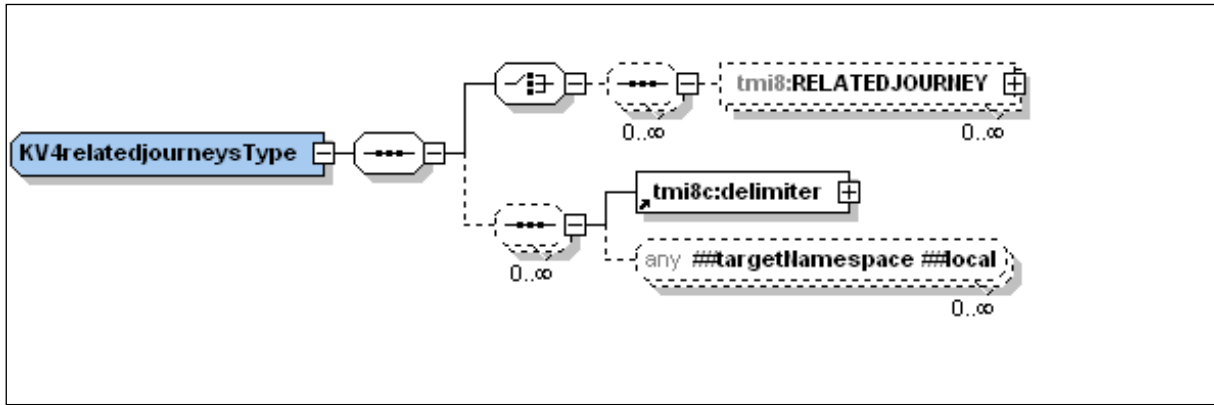 tmi8:RELATEDJOURNEY
0..∞
0..∞
KV4relatedjourneysType
tmi8c:delimiter
0..∞
any ##targetNamespace ##local
0..∞